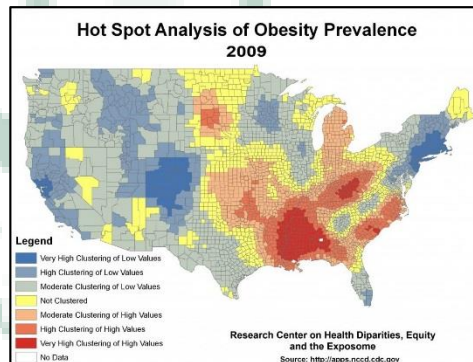 Hot Spot Analysis of Obesity Prevalence
2009
Legend
Very High Clustering of Low Values
High Clustering of Low Values
Moderate Clustering of Low Values
Not Clustered
Moderate Clustering of High Values
High Clustering of High Values
Very High Clustering of High Values
No Data
Research Center on Health Diparities, Equity
and the Exposome
Source: http://apps.nccd.cdc.gov